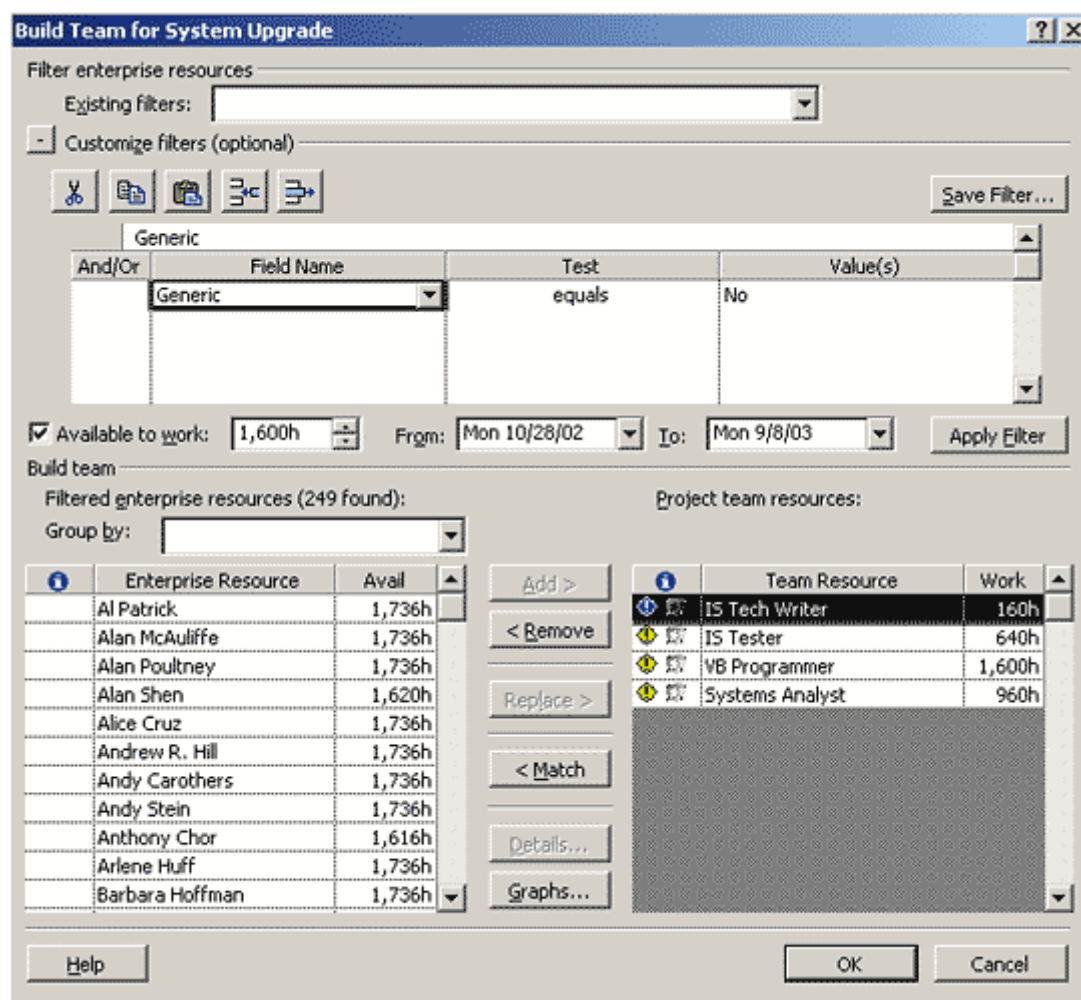 Build Team for System Upgrade
Filter enterprise resources
Existing filters:
- Customize filters (optional)
Save Filter...
Generic
And/Or Field Name Test Value(s)
Generic equals No
Available to work: 1,600h From: Mon 10/28/02 To: Mon 9/8/03 Apply Filter
Build team
Filtered enterprise resources (249 found): Project team resources:
Group by:
Enterprise Resource Avail Add > Team Resource Work
Al Patrick 1,736h IS Tech Writer 160h
Alan McAuliffe 1,736h < Remove IS Tester 640h
Alan Poultney 1,736h VB Programmer 1,600h
Alan Shen 1,620h Replace > Systems Analyst 960h
Alice Cruz 1,736h
Andrew R. Hill 1,736h
Andy Carothers 1,736h < Match
Andy Stein 1,736h
Anthony Chor 1,616h Details...
Arlene Huff 1,736h
Barbara Hoffman 1,736h Graphs...
Help OK Cancel